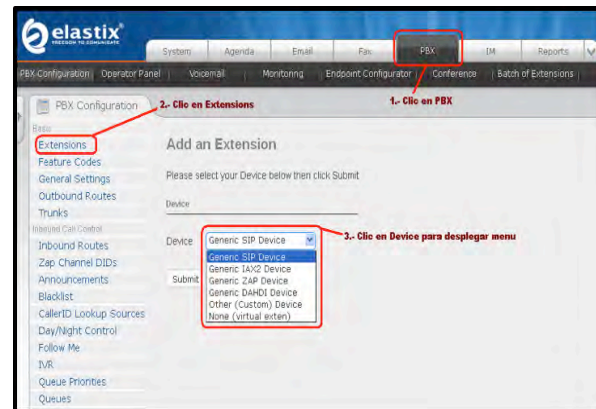 elastix
FREEDOM TO COMMUNICATE
System Agenda Email Fax PBX IM Reports
PBX Configuration Operator Panel Voicemail Monitoring Endpoint Configurator Conference Batch of Extensions
PBX Configuration
2.- Clic en Extensions
1.- Clic en PBX
Basic
Extensions
Add an Extension
Feature Codes
General Settings
Please select your Device below then click Submit
Outbound Routes
Device
Trunks
Inbound Call Control
Inbound Routes
Device Generic SIP Device
3.- Clic en Device para desplegar menu
Generic SIP Device
Generic IAX2 Device
Generic ZAP Device
Generic DAHDI Device
Other (Custom) Device
None (virtual exten)
Submit
Zap Channel DIDs
Announcements
Blacklist
CallerID Lookup Sources
Day/Night Control
Follow Me
IVR
Queue Priorities
Queues